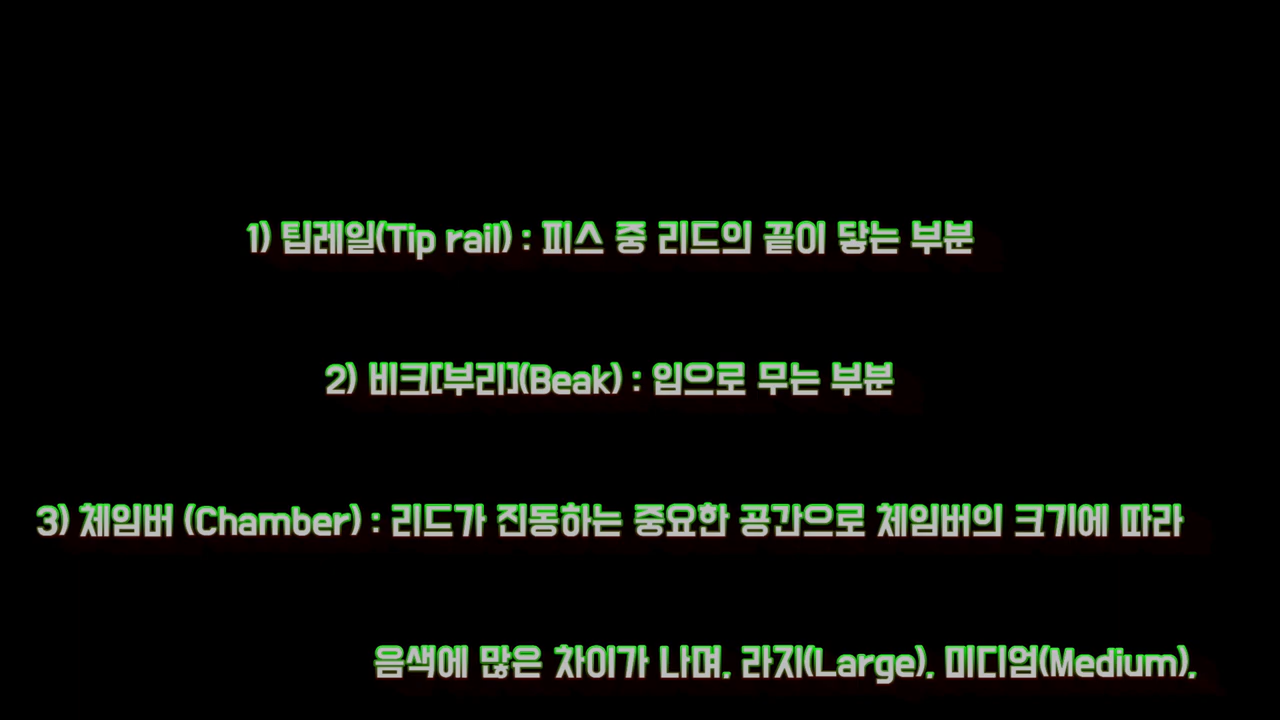 1) 팁레일(Tip rail) : 피스 중 리드의 끝이 닿는 부분
2) 비크[부리](Beak) : 입으로 무는 부분
3) 체임버 (Chamber) : 리드가 진동하는 중요한 공간으로 체임버의 크기에 따라
음색에 많은 차이가 나며, 라지(Large), 미디엄(Medium),